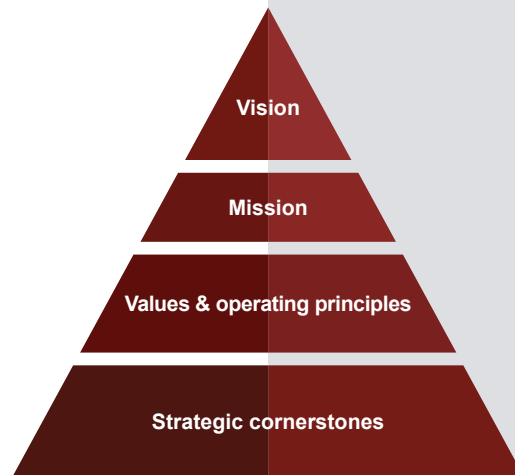 Vision
Mission
Values & operating principles
Strategic cornerstones